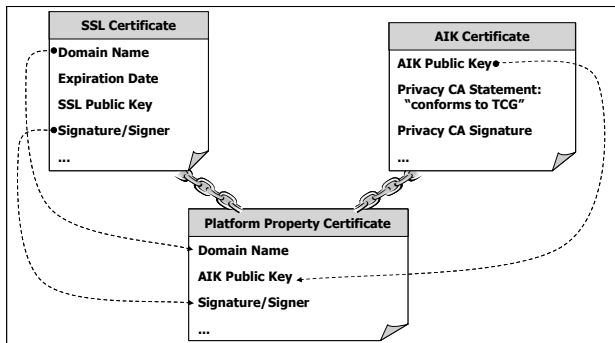 SSL Certificate
Domain Name
Expiration Date
SSL Public Key
Signature/Signer
...
AIK Certificate
AIK Public Key
Privacy CA Statement:
“conforms to TCG”
Privacy CA Signature
...
Platform Property Certificate
Domain Name
AIK Public Key
Signature/Signer
...